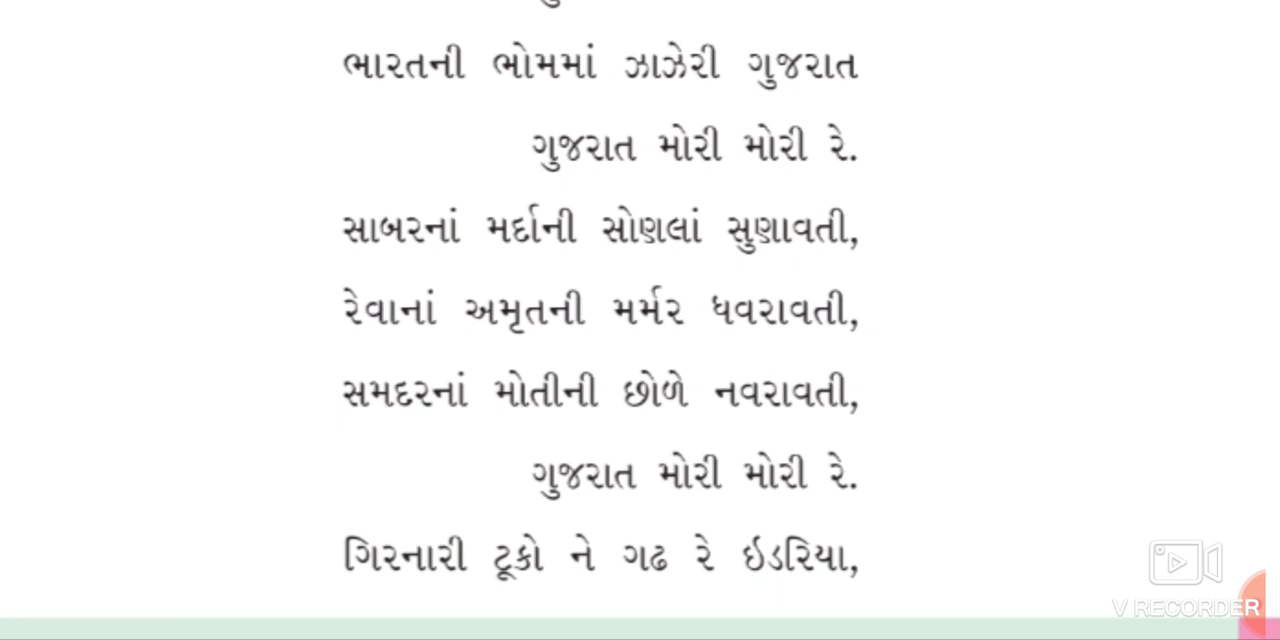 ભારતની ભોમમાં ઝાઝેરી ગુજરાત
ગુજરાત મોરી મોરી રે.
સાબરનાં મર્દાની સોણલાં સુણાવતી,
રેવાનાં અમૃતની મર્મર ધવરાવતી,
સમદરનાં મોતીની છોળે નવરાવતી,
ગુજરાત મોરી મોરી રે.
ગિરનારી ટૂકો ને ગઢ રે ઇડરિયા,
V RECORDER